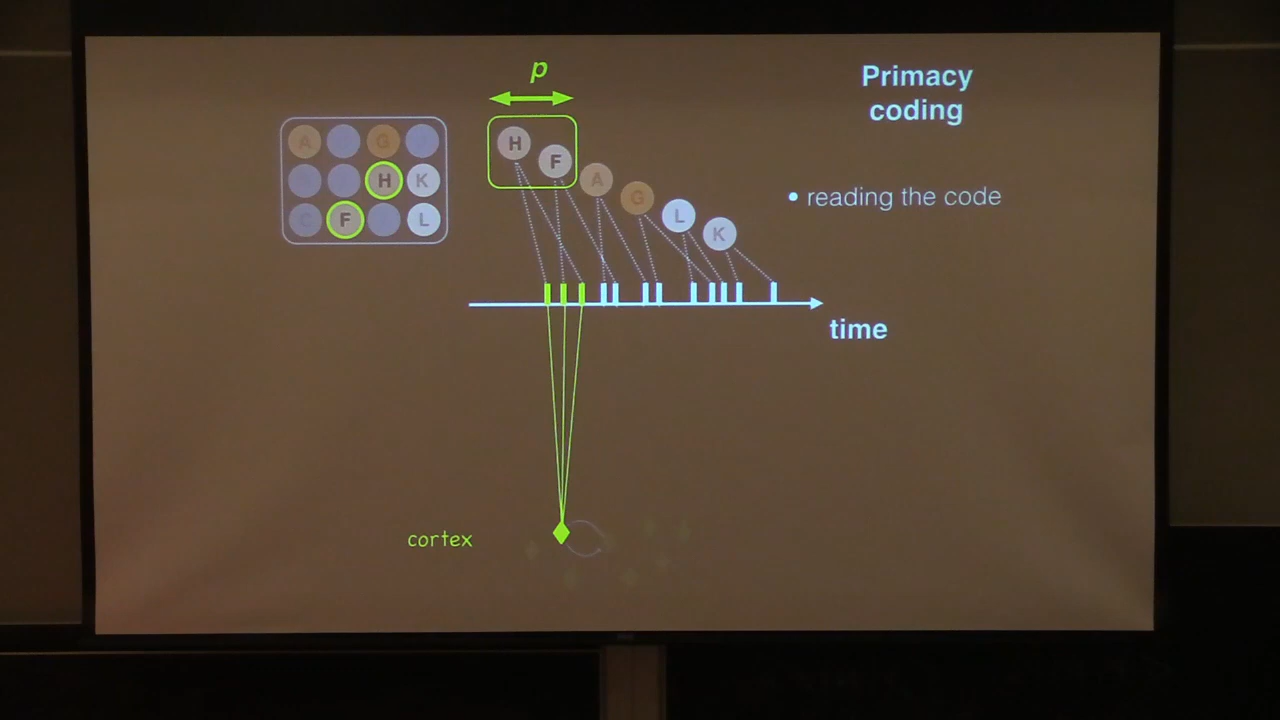 p
Primacy
coding
A G
H K
C F L
H
F
A
G
L
K
• reading the code
time
cortex